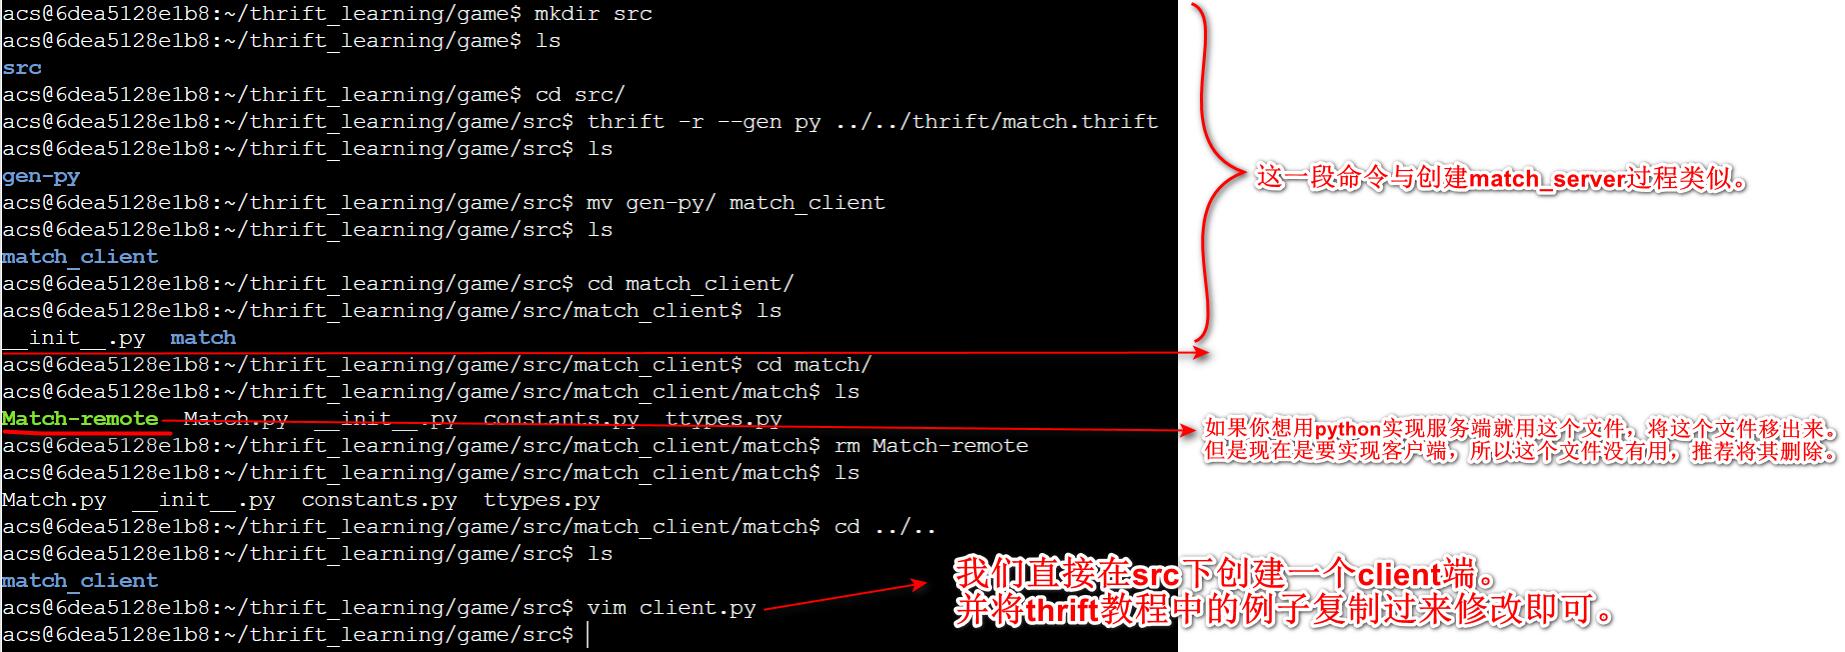 acs@6dea5128e1b8:~/thrift_learning/game$ mkdir src
acs@6dea5128e1b8:~/thrift_learning/game$ ls
src
acs@6dea5128e1b8:~/thrift_learning/game$ cd src/
acs@6dea5128e1b8:~/thrift_learning/game/src$ thrift -r --gen py ../../thrift/match.thrift
acs@6dea5128e1b8:~/thrift_learning/game/src$ ls
gen-py
acs@6dea5128e1b8:~/thrift_learning/game/src$ mv gen-py/ match_client
acs@6dea5128e1b8:~/thrift_learning/game/src$ ls
match_client
acs@6dea5128e1b8:~/thrift_learning/game/src$ cd match_client/
acs@6dea5128e1b8:~/thrift_learning/game/src/match_client$ ls
__init__.py  match
acs@6dea5128e1b8:~/thrift_learning/game/src/match_client$ cd match/
acs@6dea5128e1b8:~/thrift_learning/game/src/match_client/match$ ls
Match-remote  Match.py  __init__.py  constants.py  ttypes.py
acs@6dea5128e1b8:~/thrift_learning/game/src/match_client/match$ rm Match-remote
acs@6dea5128e1b8:~/thrift_learning/game/src/match_client/match$ ls
Match.py  __init__.py  constants.py  ttypes.py
acs@6dea5128e1b8:~/thrift_learning/game/src/match_client/match$ cd ../..
acs@6dea5128e1b8:~/thrift_learning/game/src$ ls
match_client
acs@6dea5128e1b8:~/thrift_learning/game/src$ vim client.py
acs@6dea5128e1b8:~/thrift_learning/game/src$
这一段命令与创建match_server过程类似。
如果你想用python实现服务端就用这个文件，将这个文件移出来。
但是现在是要实现客户端，所以这个文件没有用，推荐将其删除。
我们直接在src下创建一个client端。
并将thrift教程中的例子复制过来修改即可。